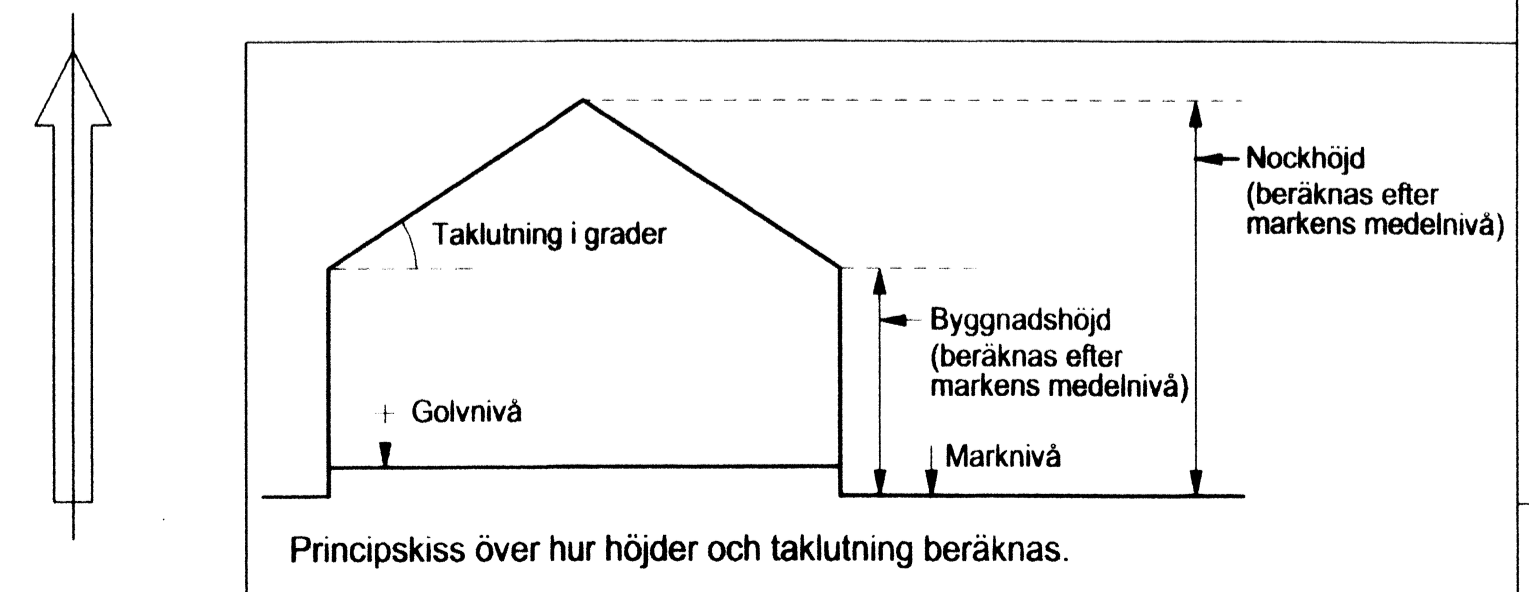 Nockhöjd
(beräknas efter
markens medelnivå)
Taklutning i grader
Byggnadshöjd
(beräknas efter
markens medelnivå)
+ Golvnivå
Marknivå
Principskiss över hur höjder och taklutning beräknas.